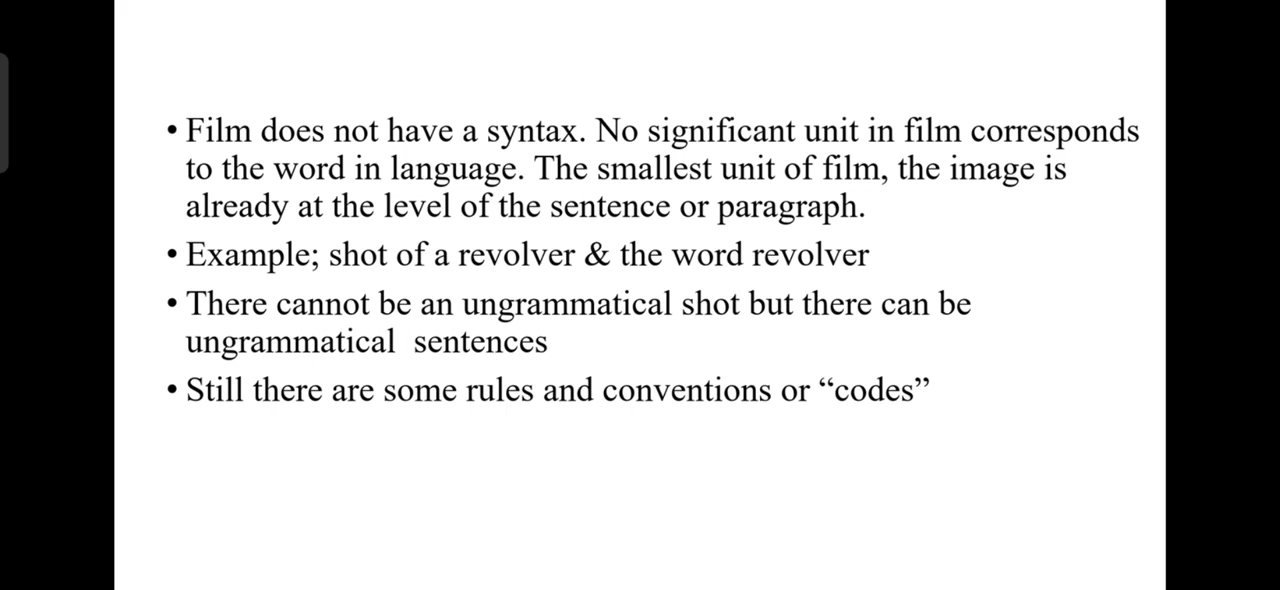 • Film does not have a syntax. No significant unit in film corresponds
to the word in language. The smallest unit of film, the image is
already at the level of the sentence or paragraph.
• Example; shot of a revolver & the word revolver
• There cannot be an ungrammatical shot but there can be
ungrammatical  sentences
• Still there are some rules and conventions or “codes”